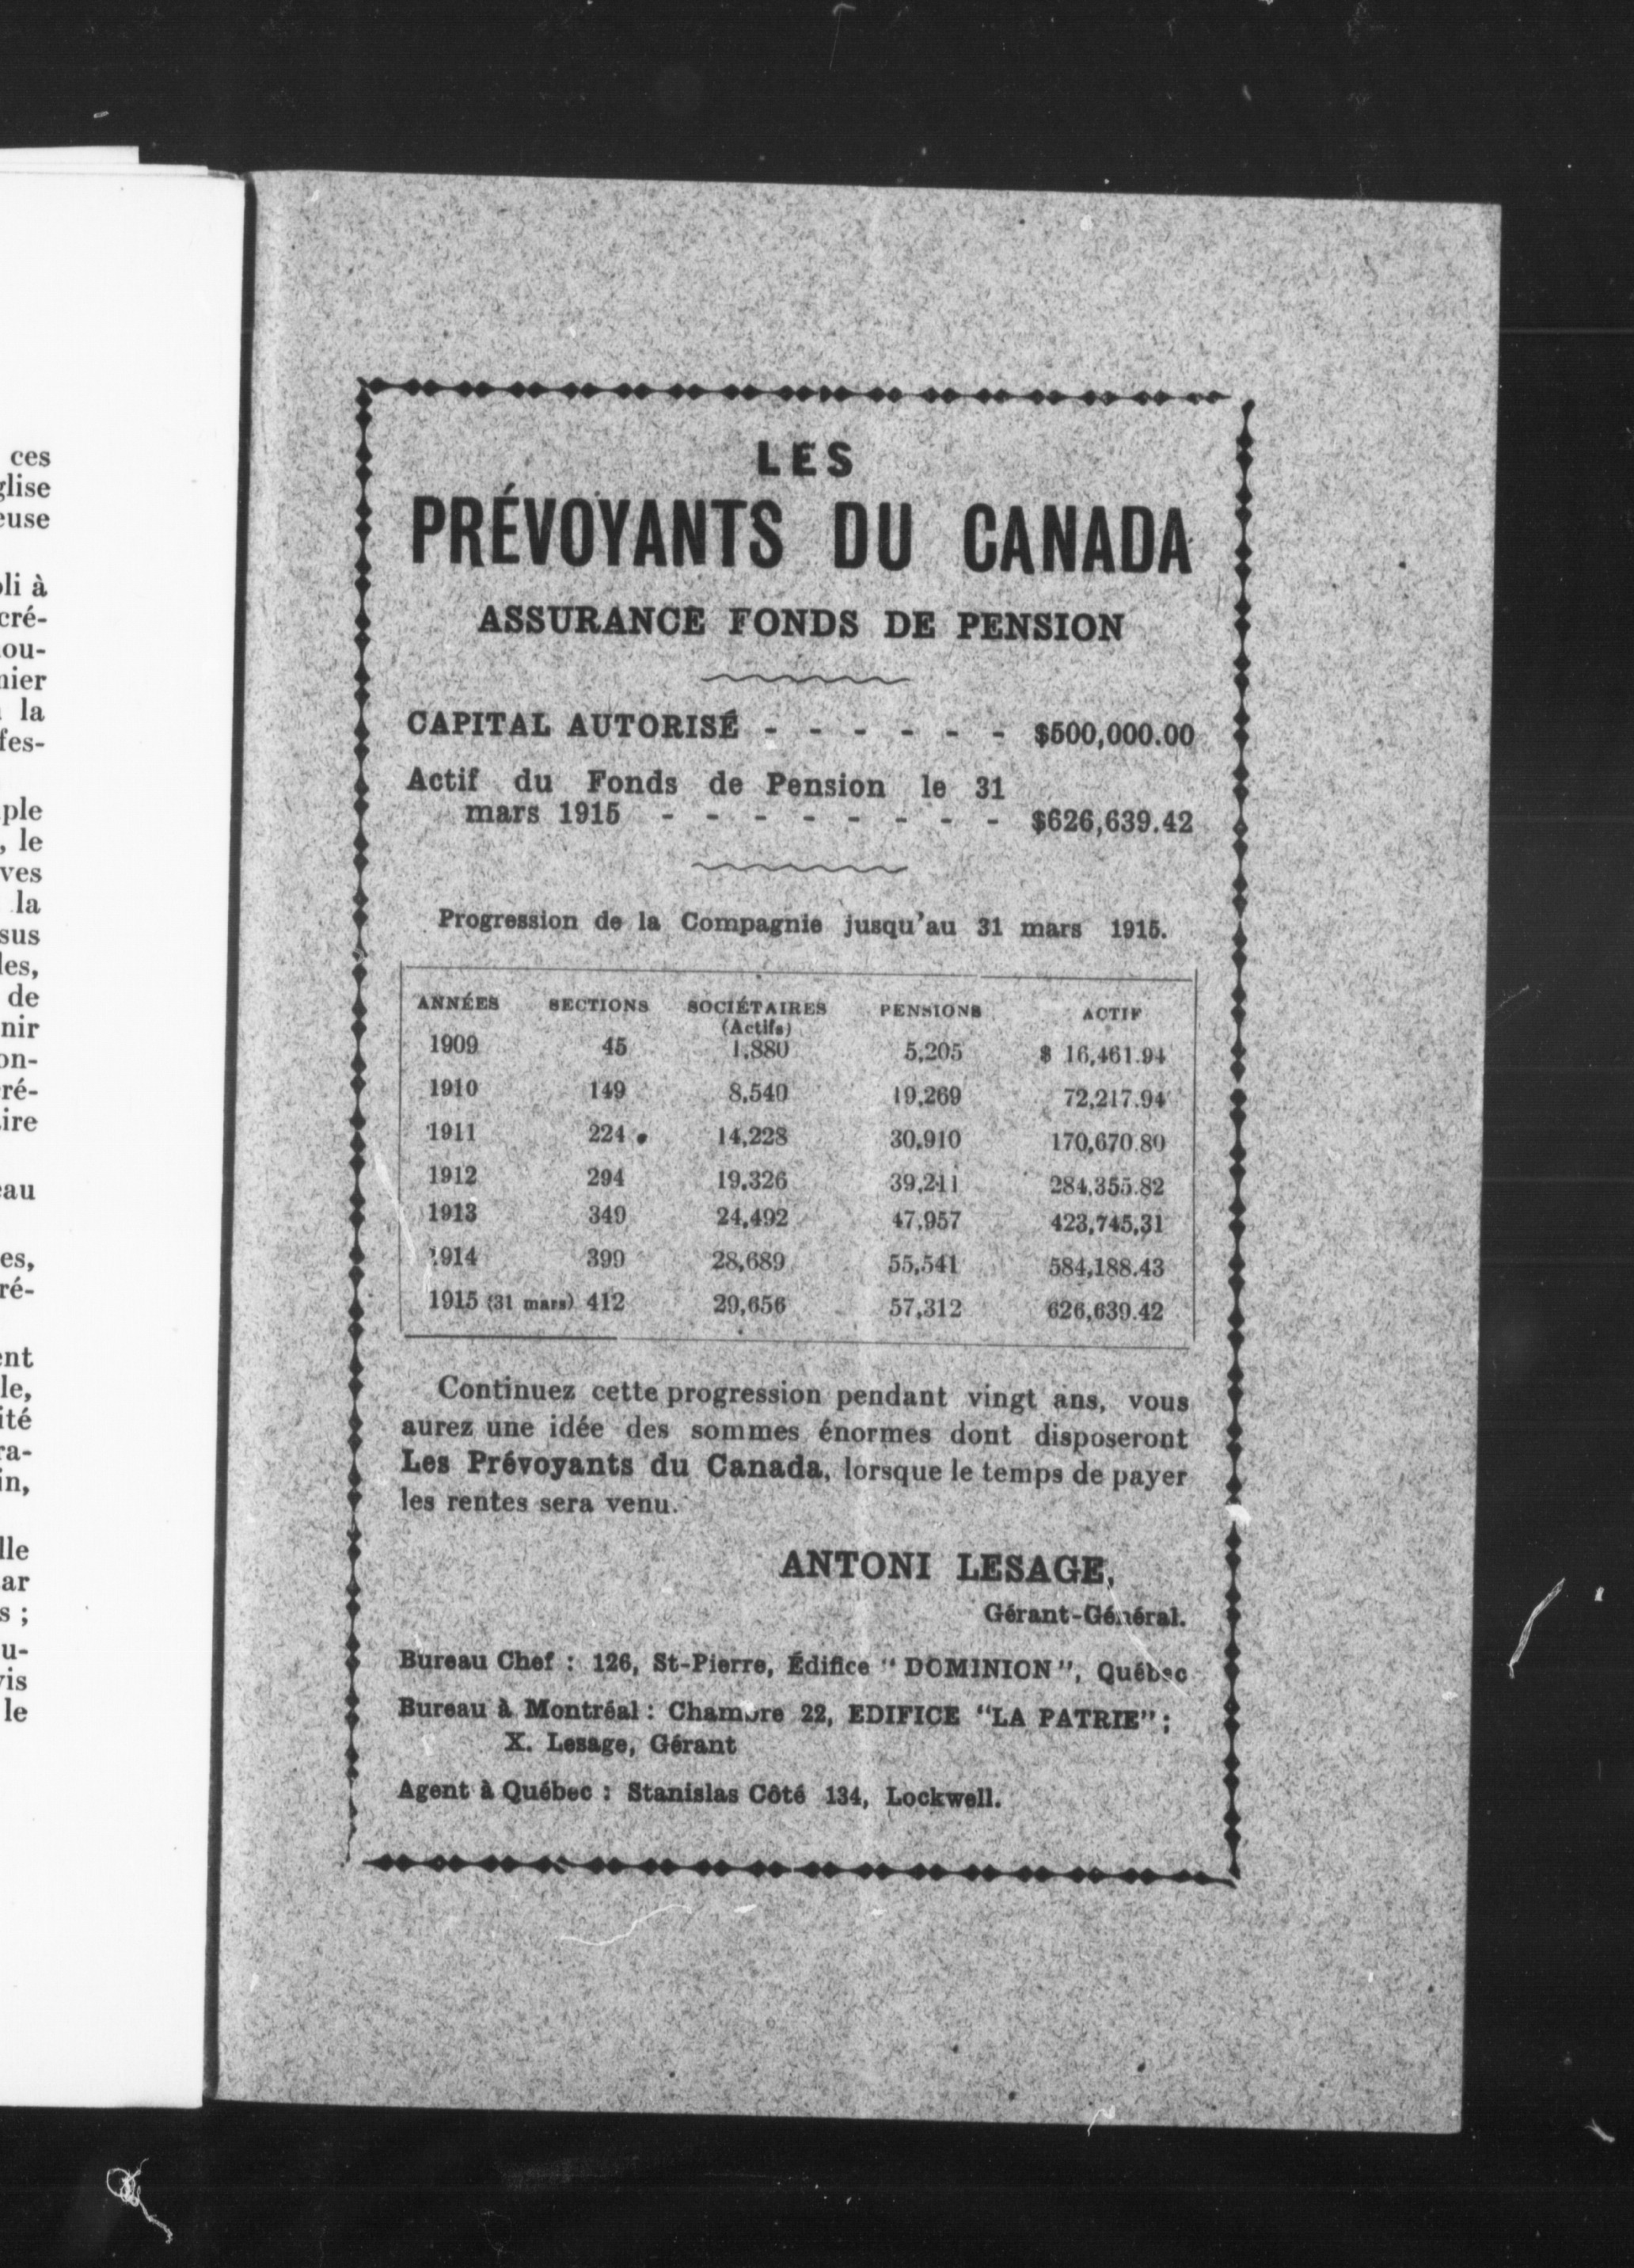 ces
glise
euse
li à
cré-
ou-
nier
la
fes-
ple
, le
ves
la
sus
les,
de
nir
on-
ré-
ire
eau
es,
ré-
ent
le,
ité
ra-
in,
lle
ar
s ;
u-
vis
le
LES
PRÉVOYANTS DU CANADA
ASSURANCE FONDS DE PENSION
CAPITAL AUTORISÉ - - - - - - $500,000.00
Actif du Fonds de Pension le 31
mars 1915 - - - - - - - - $626,639.42
Progression de la Compagnie jusqu'au 31 mars 1915.
ANNÉES SECTIONS SOCIÉTAIRES PENSIONS ACTIF
(Actifs)
1909 45 1,880 5,205 $ 16,461.94
1910 149 8,540 19,269 72,217.94
1911 224 14,228 30,910 170,670.80
1912 294 19,326 39,211 284,355.82
1913 349 24,492 47,957 423,745,31
1914 399 28,689 55,541 584,188.43
1915 (31 mars) 412 29,656 57,312 626,639.42
Continuez cette progression pendant vingt ans, vous
aurez une idée des sommes énormes dont disposeront
Les Prévoyants du Canada, lorsque le temps de payer
les rentes sera venu.
ANTONI LESAGE,
Gérant-Général.
Bureau Chef : 126, St-Pierre, Édifice "DOMINION", Québec
Bureau à Montréal : Chambre 22, EDIFICE "LA PATRIE" ;
X. Lesage, Gérant
Agent à Québec : Stanislas Côté 134, Lockwell.